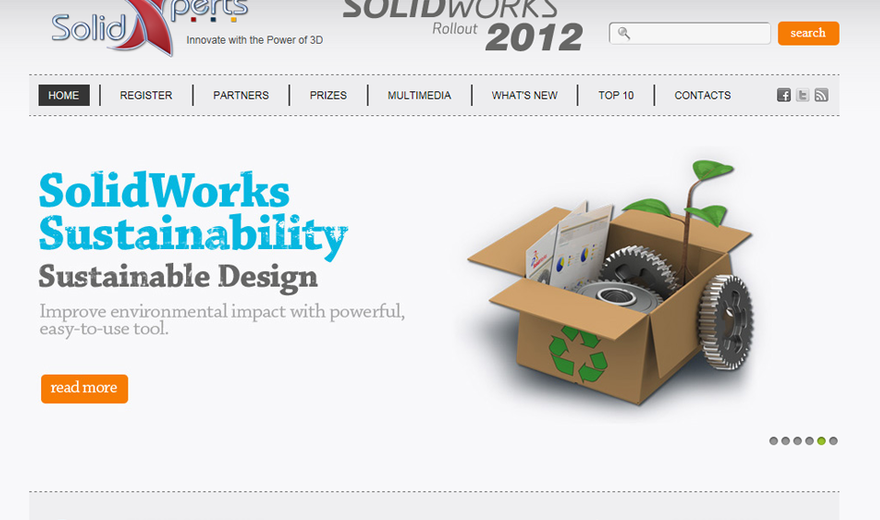 SolidXperts
Innovate with the Power of 3D
SOLIDWORKS
Rollout 2012
search
HOME
REGISTER
PARTNERS
PRIZES
MULTIMEDIA
WHAT'S NEW
TOP 10
CONTACTS
SolidWorks
Sustainability
Sustainable Design
Improve environmental impact with powerful,
easy-to-use tool.
read more